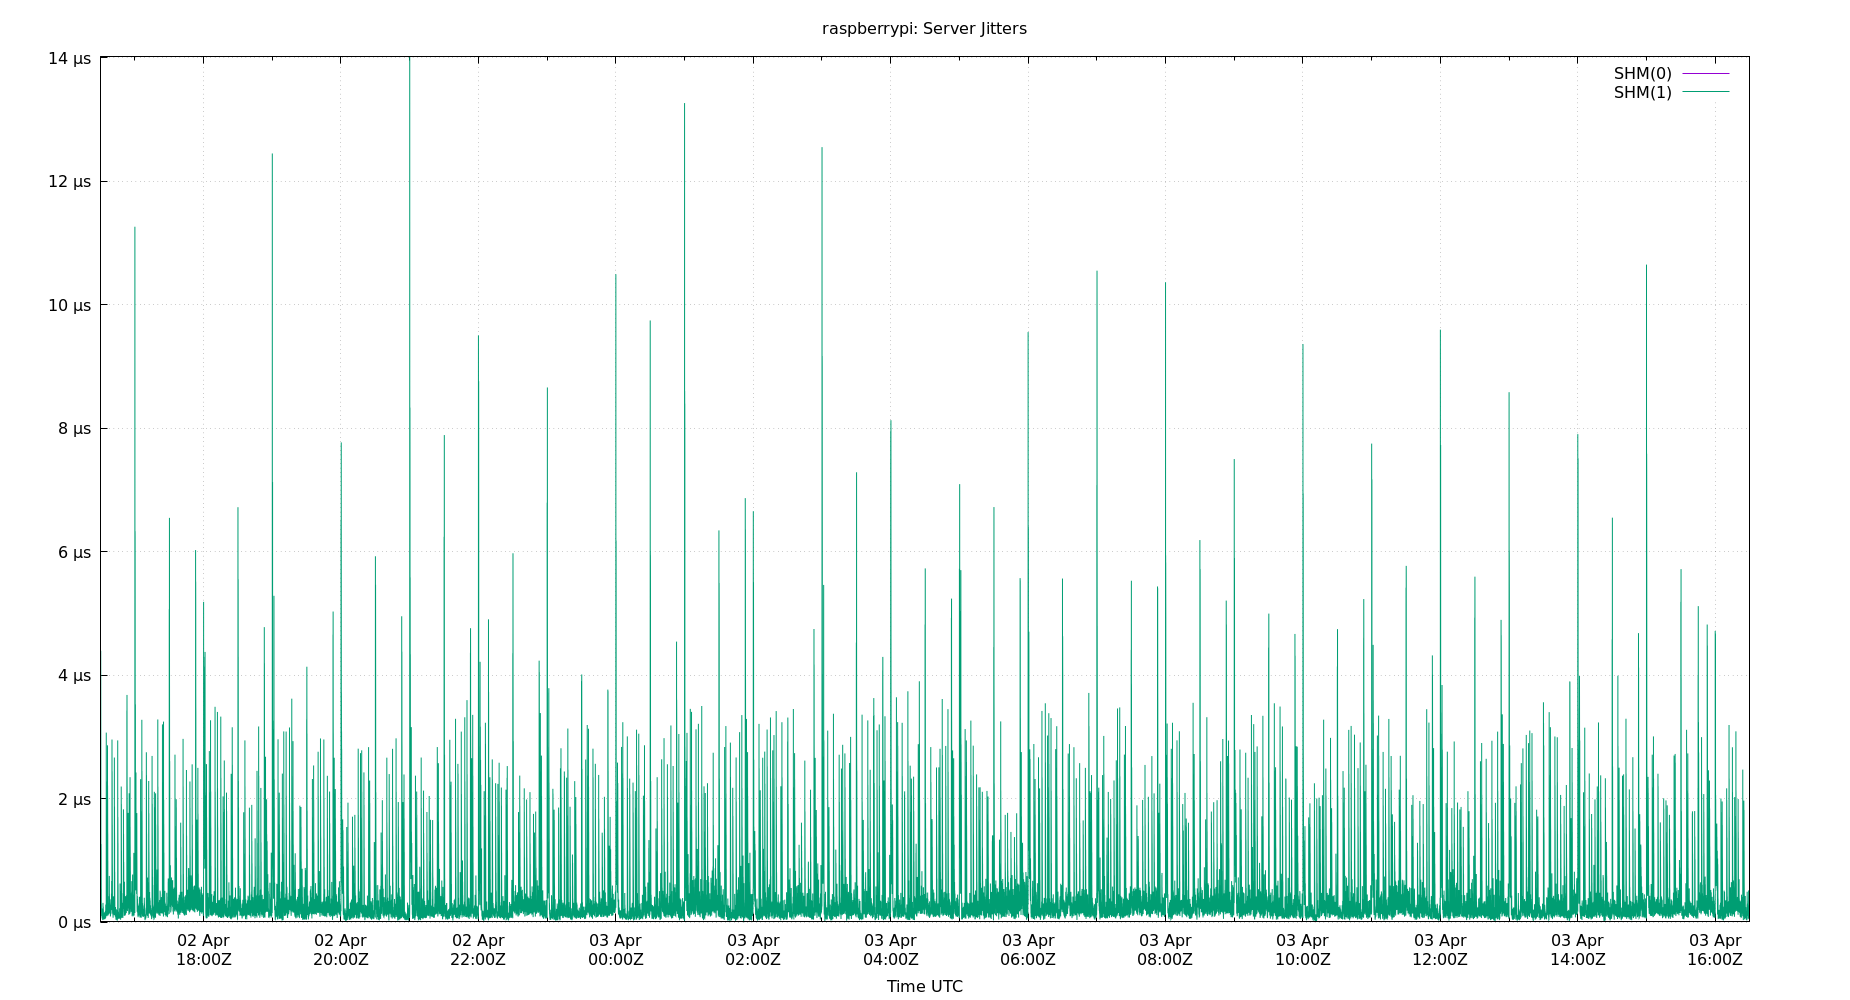 raspberrypi: Server Jitters
14 µs
12 µs
10 µs
8 µs
6 µs
4 µs
2 µs
0 µs
SHM(0)
SHM(1)
02 Apr 02 Apr 02 Apr 03 Apr 03 Apr 03 Apr 03 Apr 03 Apr 03 Apr 03 Apr 03 Apr 03 Apr
18:00Z 20:00Z 22:00Z 00:00Z 02:00Z 04:00Z 06:00Z 08:00Z 10:00Z 12:00Z 14:00Z 16:00Z
Time UTC